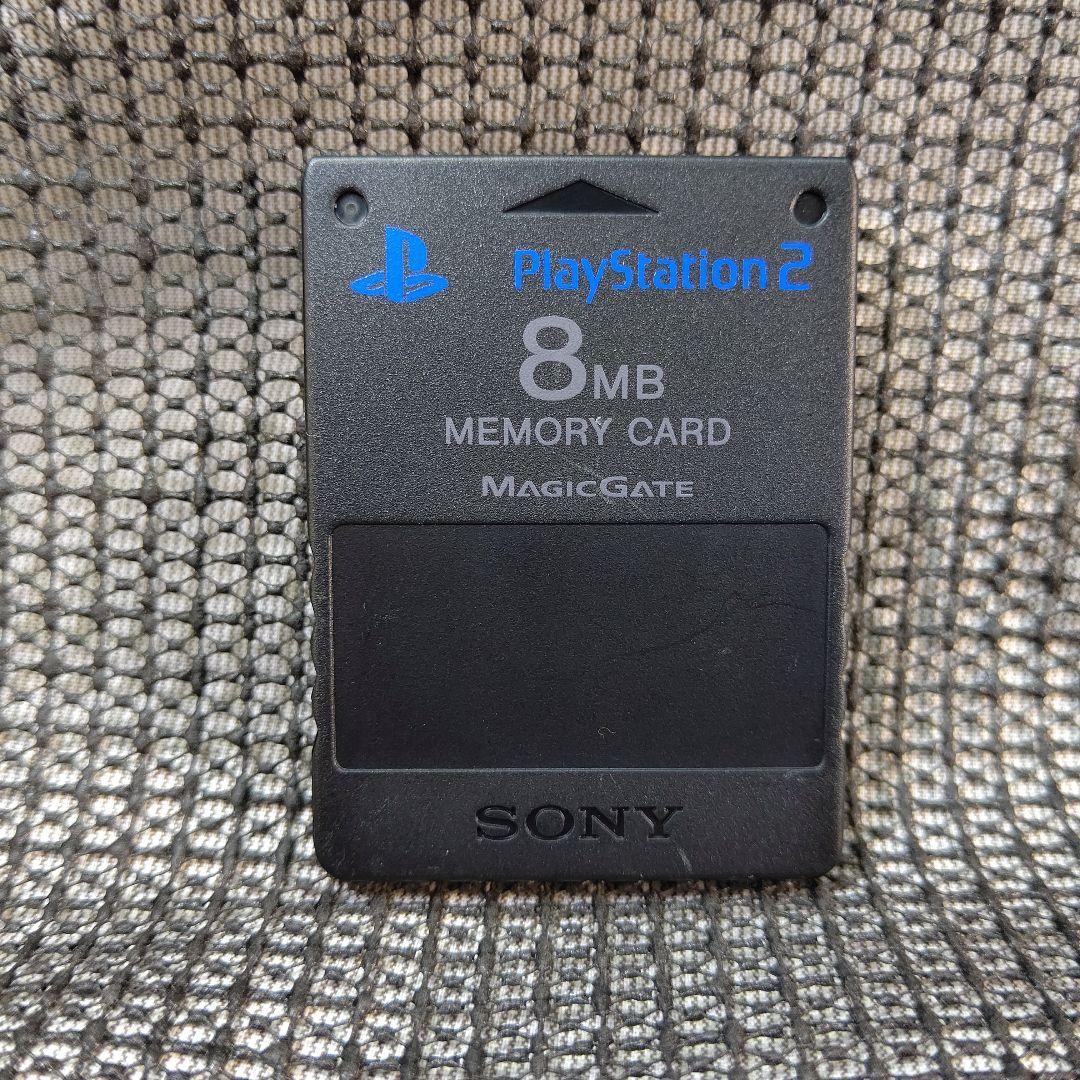 PlayStation 2
8MB
MEMORY CARD
MAGICGATE
SONY